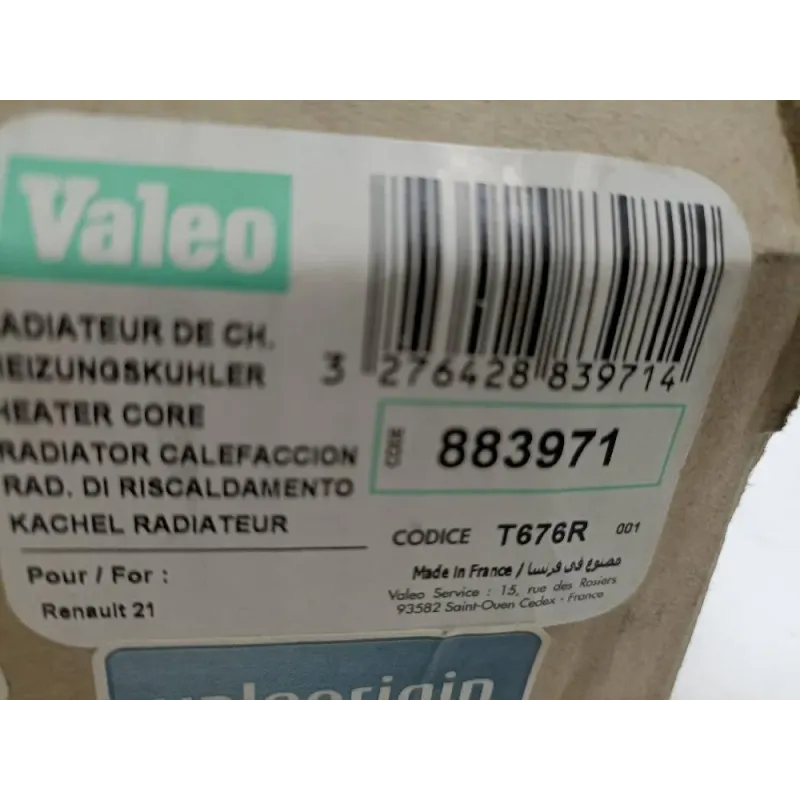 Valeo
ADIATEUR DE CH.
HEIZUNGSKUHLER
HEATER CORE
RADIATOR CALEFACCION
RAD. DI RISCALDAMENTO
KACHEL RADIATEUR
Pour / For :
Renault 21
3 276428 839714
CODE
883971
CODICE T676R 001
Made in France / مصنوع في فرنسا
Valeo Service : 15, rue des Rosiers
93582 Saint-Ouen Cedex - France
valeorigin